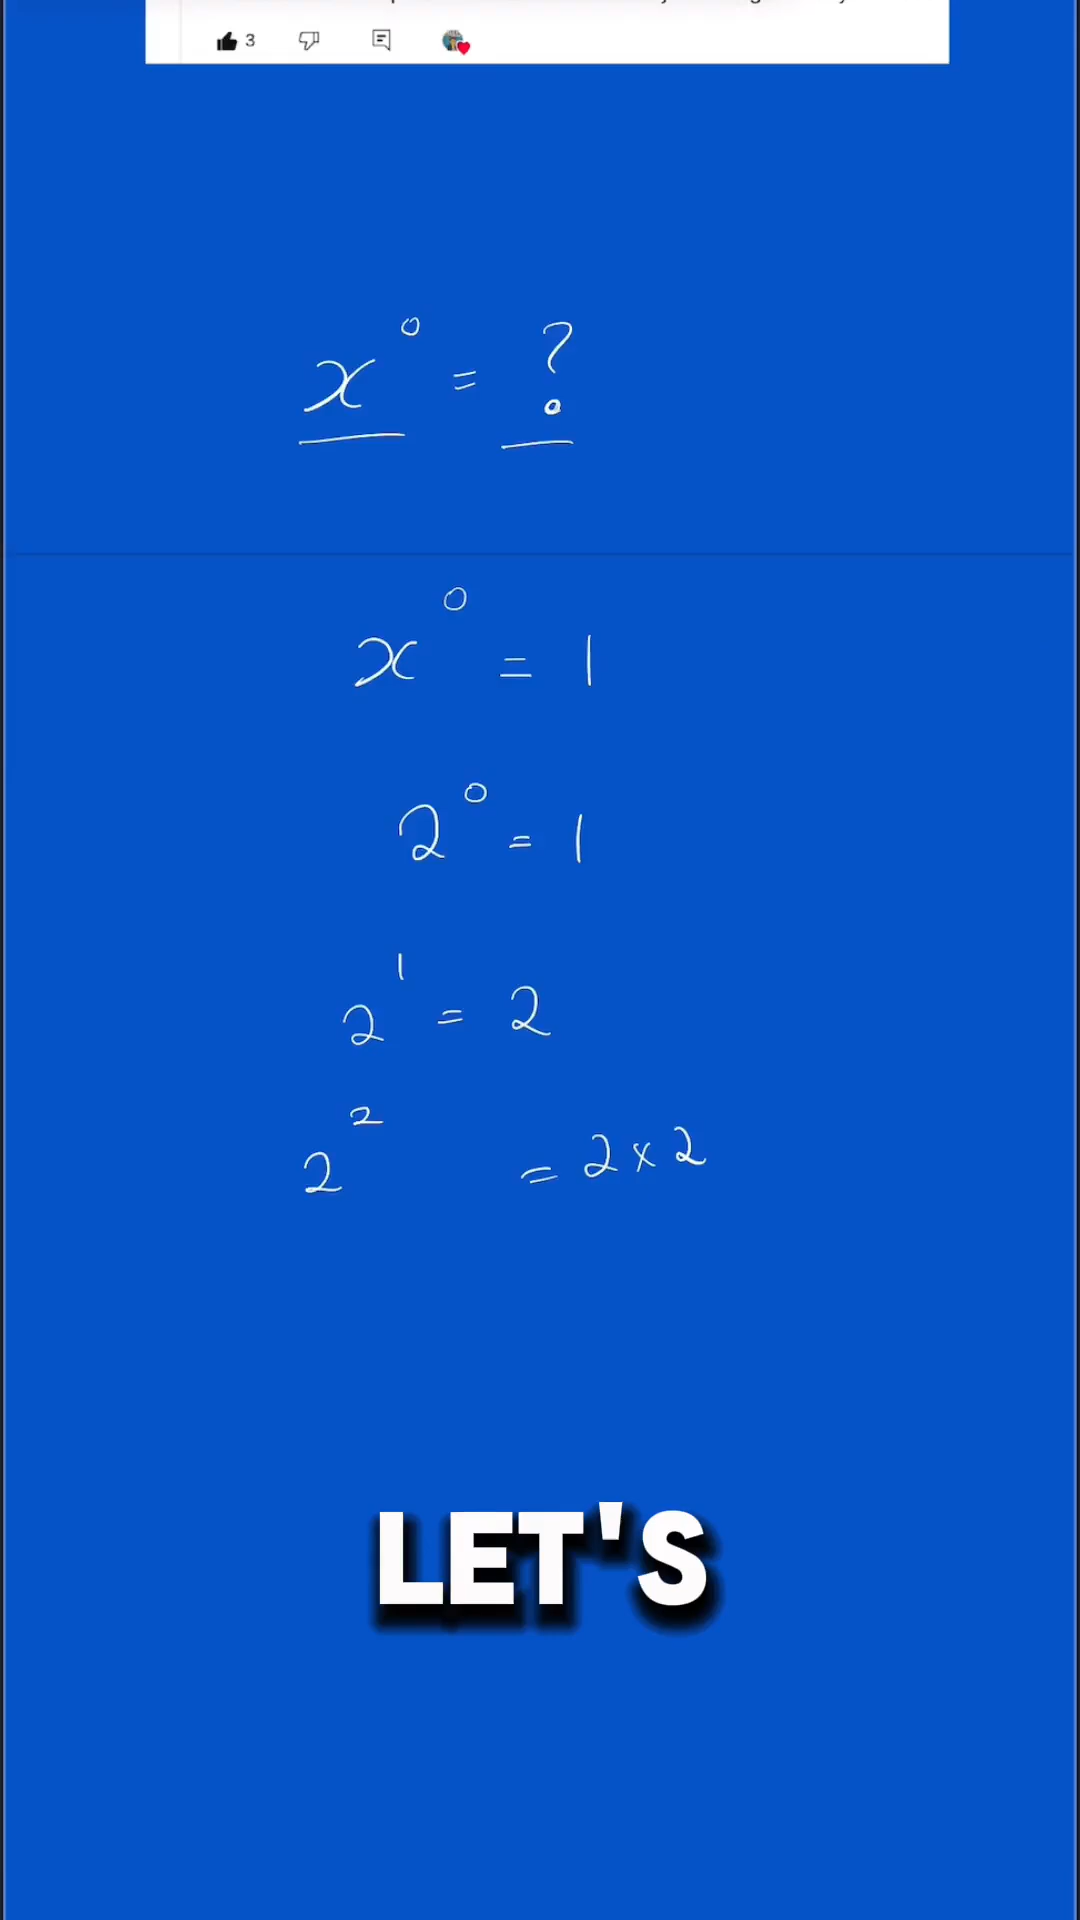 3
x⁰ = ?
x⁰ = 1
2⁰ = 1
2¹ = 2
2² = 2 × 2
LET'S